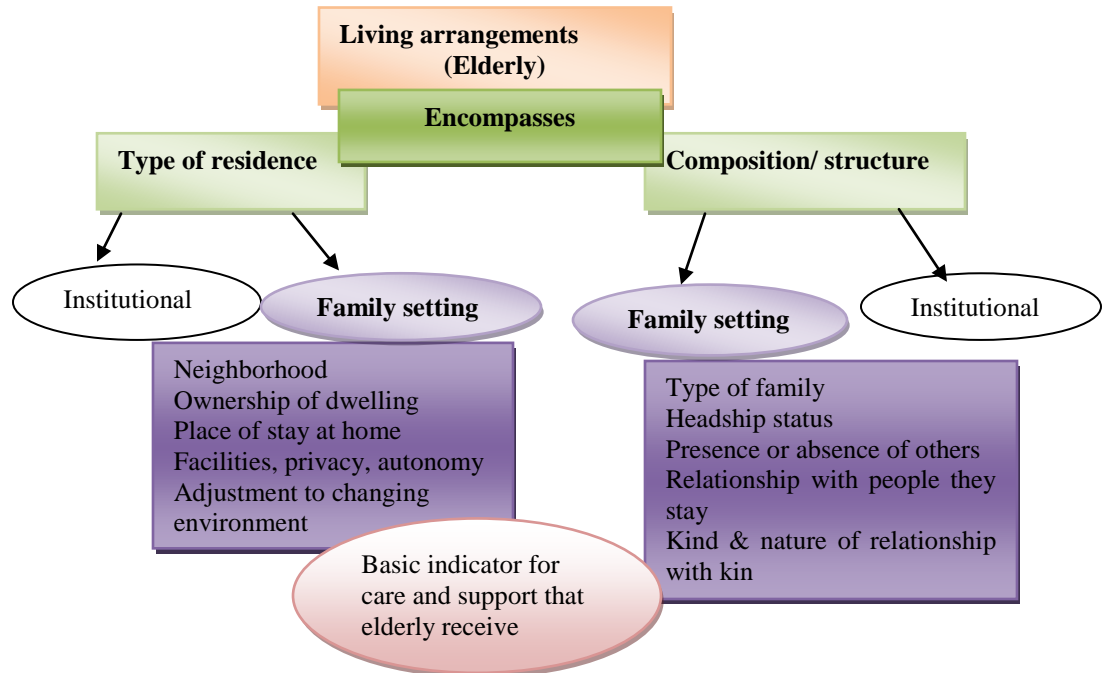 Living arrangements
(Elderly)
Encompasses
Type of residence
Composition/ structure
Institutional
Family setting
Family setting
Institutional
Neighborhood
Ownership of dwelling
Place of stay at home
Facilities, privacy, autonomy
Adjustment to changing
environment
Type of family
Headship status
Presence or absence of others
Relationship with people they
stay
Kind & nature of relationship
with kin
Basic indicator for
care and support that
elderly receive